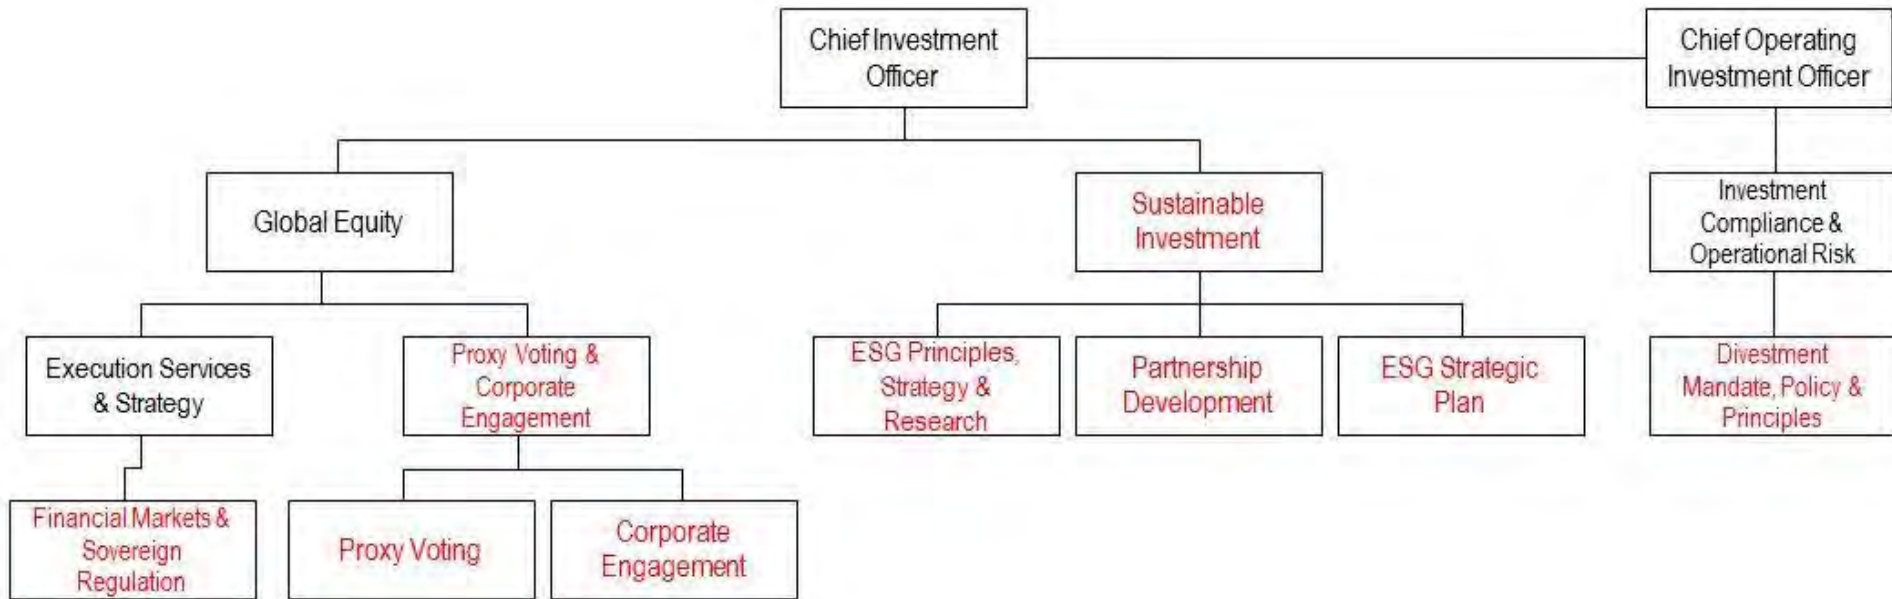 Chief Investment
Officer
Chief Operating
Investment Officer
Global Equity
Sustainable
Investment
Investment
Compliance &
Operational Risk
Execution Services
& Strategy
Proxy Voting &
Corporate
Engagement
ESG Principles,
Strategy &
Research
Partnership
Development
ESG Strategic
Plan
Divestment
Mandate, Policy &
Principles
Financial Markets &
Sovereign
Regulation
Proxy Voting
Corporate
Engagement